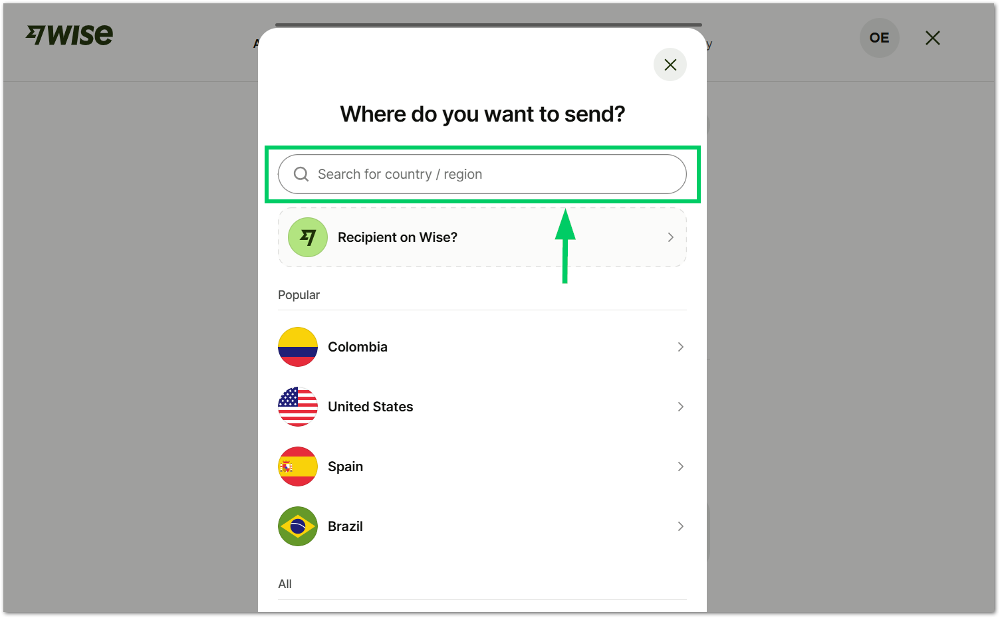 WISE
OE
Where do you want to send?
Search for country / region
Recipient on Wise?
Popular
Colombia
United States
Spain
Brazil
All